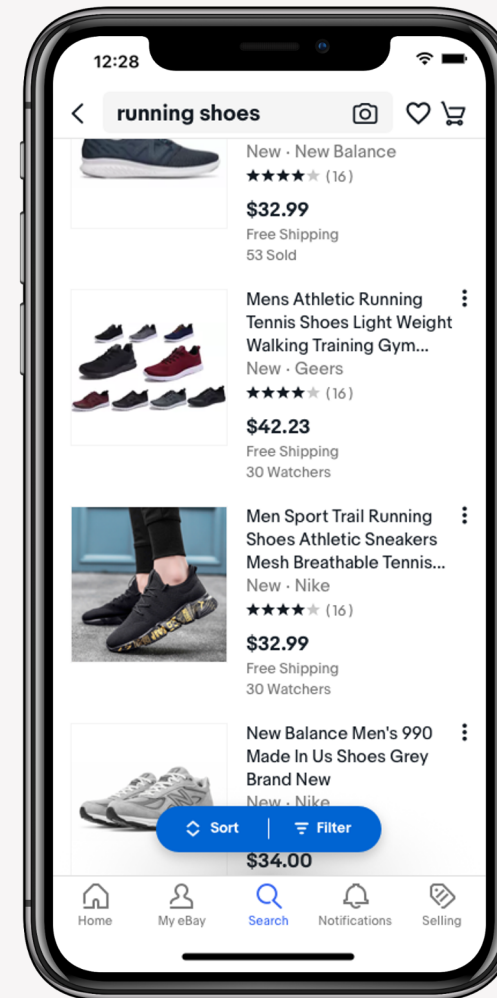 12:28
running shoes
New · New Balance
(16)
$32.99
Free Shipping
53 Sold
Mens Athletic Running
Tennis Shoes Light Weight
Walking Training Gym...
New · Geers
(16)
$42.23
Free Shipping
30 Watchers
Men Sport Trail Running
Shoes Athletic Sneakers
Mesh Breathable Tennis...
New · Nike
(16)
$32.99
Free Shipping
30 Watchers
New Balance Men's 990
Made In Us Shoes Grey
Brand New
New · Nike
Sort
Filter
$34.00
Home
My eBay
Search
Notifications
Selling